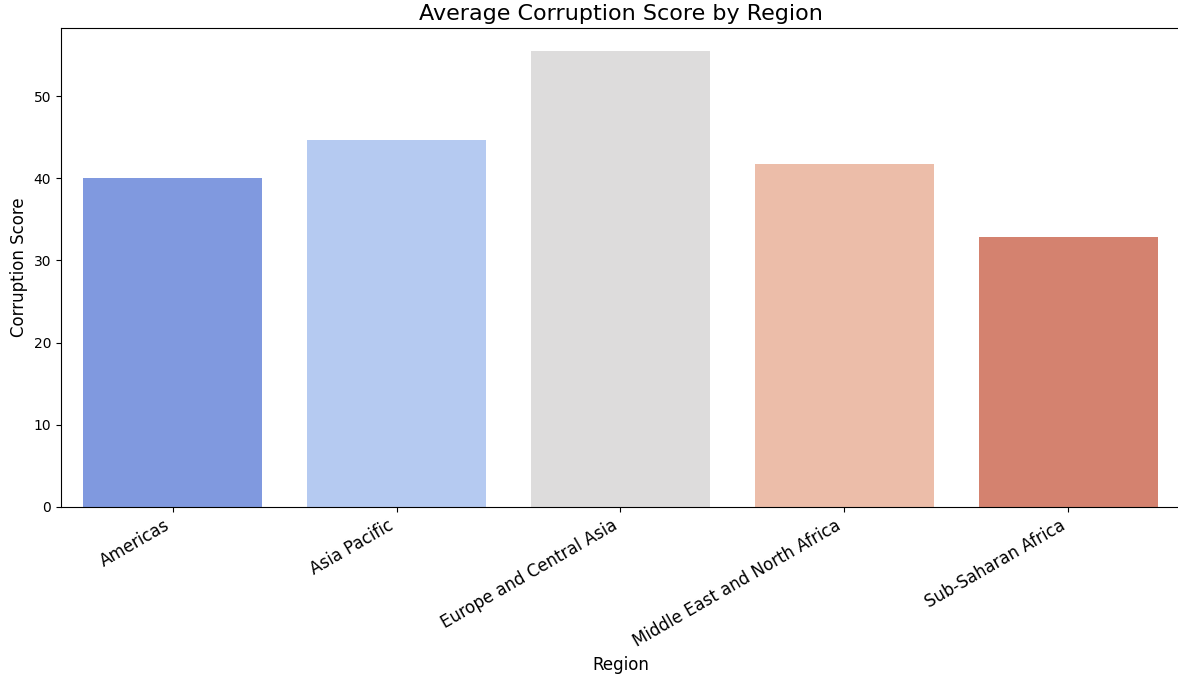 Average Corruption Score by Region
Corruption Score
50
40
30
20
10
0
Americas
Asia Pacific
Europe and Central Asia
Middle East and North Africa
Sub-Saharan Africa
Region